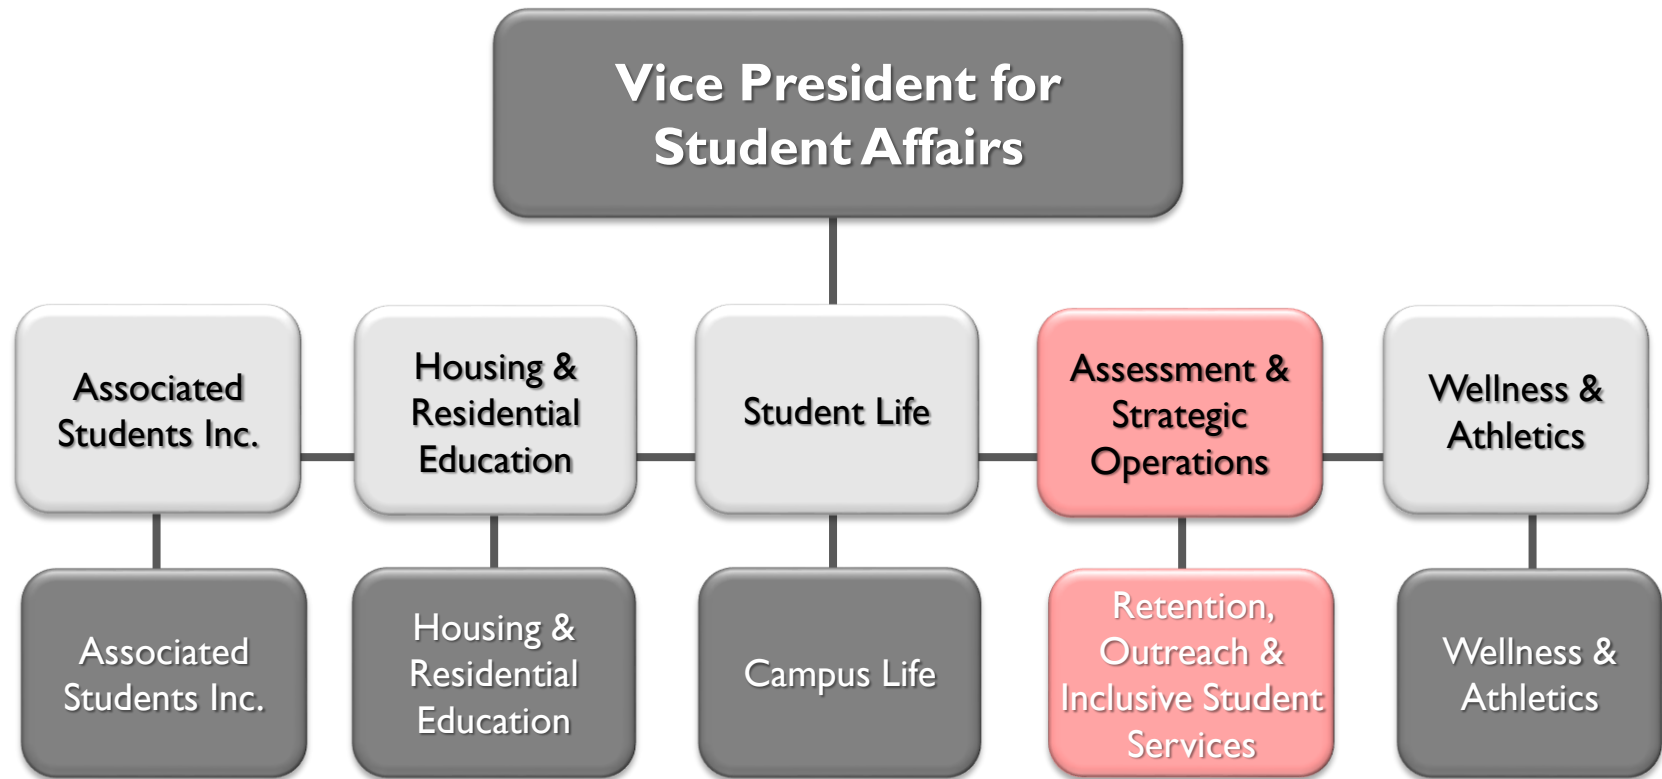 Vice President for
Student Affairs
Associated
Students Inc.
Housing &
Residential
Education
Student Life
Assessment &
Strategic
Operations
Wellness &
Athletics
Associated
Students Inc.
Housing &
Residential
Education
Campus Life
Retention,
Outreach &
Inclusive Student
Services
Wellness &
Athletics